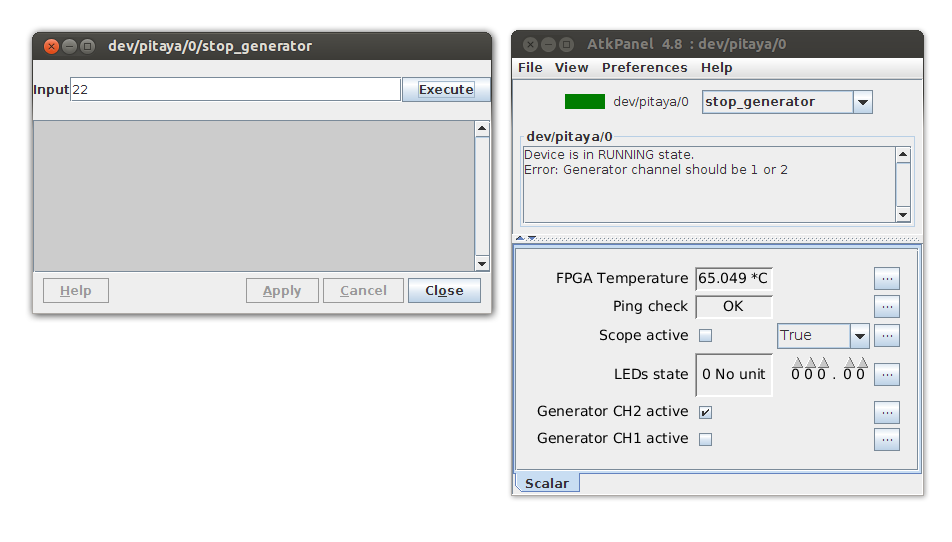 dev/pitaya/0/stop_generator
Input 22 Execute
Help Apply Cancel Close
AtkPanel 4.8 : dev/pitaya/0
File View Preferences Help
dev/pitaya/0 stop_generator
dev/pitaya/0
Device is in RUNNING state.
Error: Generator channel should be 1 or 2
FPGA Temperature 65.049 *C ...
Ping check OK ...
Scope active True ...
LEDs state 0 No unit 000.00 ...
Generator CH2 active ...
Generator CH1 active ...
Scalar